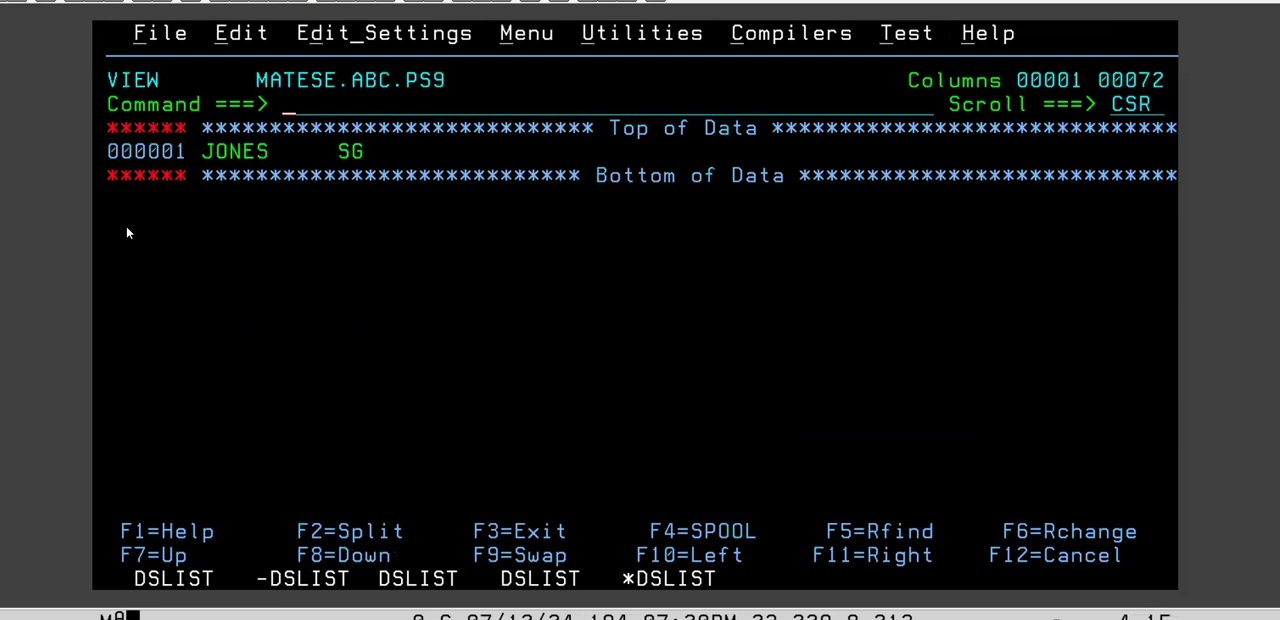 File Edit Edit_Settings Menu Utilities Compilers Test Help
VIEW MATESE.ABC.PS9 Columns 00001 00072
Command ===> Scroll ===> CSR
****** ***************************** Top of Data ******************************
000001 JONES SG
****** **************************** Bottom of Data ****************************
F1=Help F2=Split F3=Exit F4=SPOOL F5=Rfind F6=Rchange
F7=Up F8=Down F9=Swap F10=Left F11=Right F12=Cancel
DSLIST -DSLIST DSLIST DSLIST *DSLIST